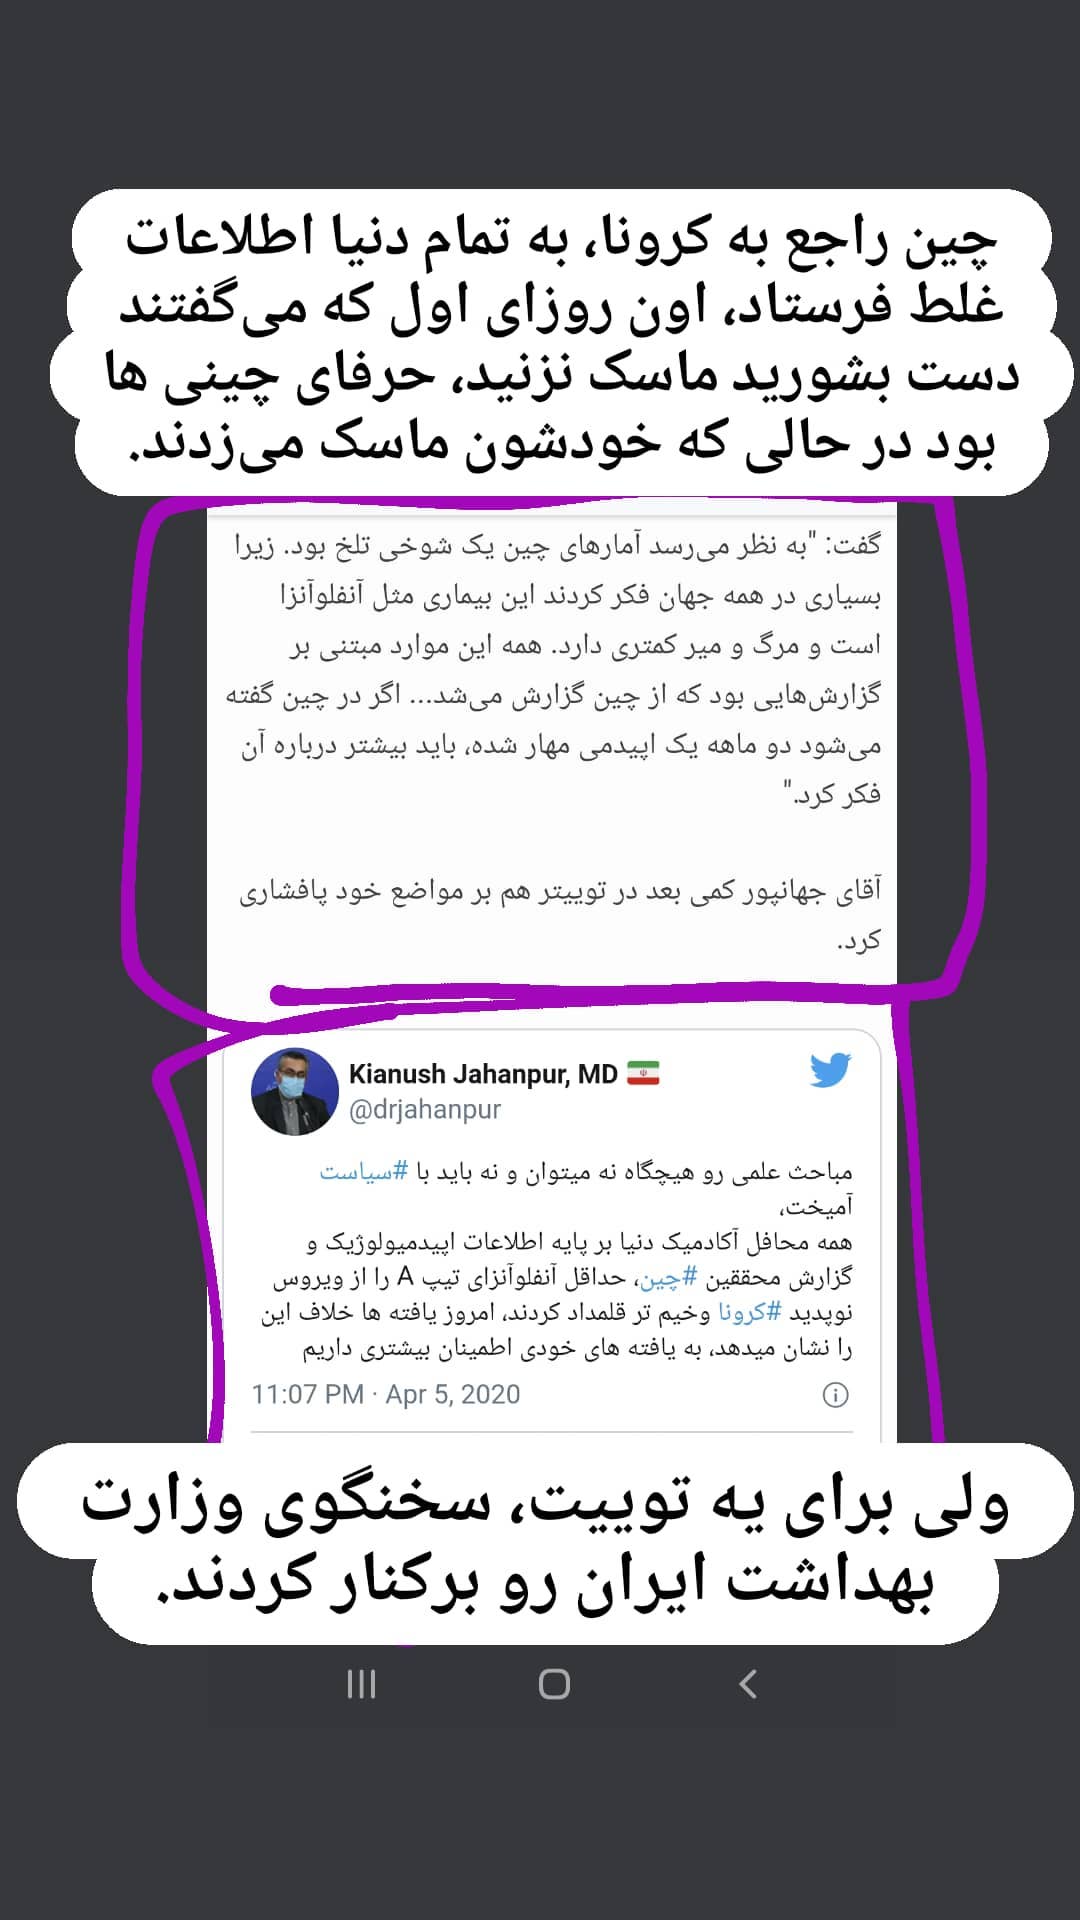 چین راجع به کرونا، به تمام دنیا اطلاعات
غلط فرستاد، اون روزای اول که می‌گفتند
دست بشورید ماسک نزنید، حرفای چینی ها
بود در حالی که خودشون ماسک می‌زدند.
گفت: "به نظر می‌رسد آمارهای چین یک شوخی تلخ بود. زیرا
بسیاری در همه جهان فکر کردند این بیماری مثل آنفلوآنزا
است و مرگ و میر کمتری دارد. همه این موارد مبتنی بر
گزارش‌هایی بود که از چین گزارش می‌شد... اگر در چین گفته
می‌شود دو ماهه یک اپیدمی مهار شده، باید بیشتر درباره آن
فکر کرد."
آقای جهانپور کمی بعد در توییتر هم بر مواضع خود پافشاری
کرد.
Kianush Jahanpur, MD 🇮🇷
@drjahanpur
مباحث علمی رو هیچگاه نه میتوان و نه باید با #سیاست
آمیخت،
همه محافل آکادمیک دنیا بر پایه اطلاعات اپیدمیولوژیک و
گزارش محققین #چین، حداقل آنفلوآنزای تیپ A را از ویروس
نوپدید #کرونا وخیم تر قلمداد کردند، امروز یافته ها خلاف این
را نشان میدهد، به یافته های خودی اطمینان بیشتری داریم
11:07 PM · Apr 5, 2020
ولی برای یه توییت، سخنگوی وزارت
بهداشت ایران رو برکنار کردند.